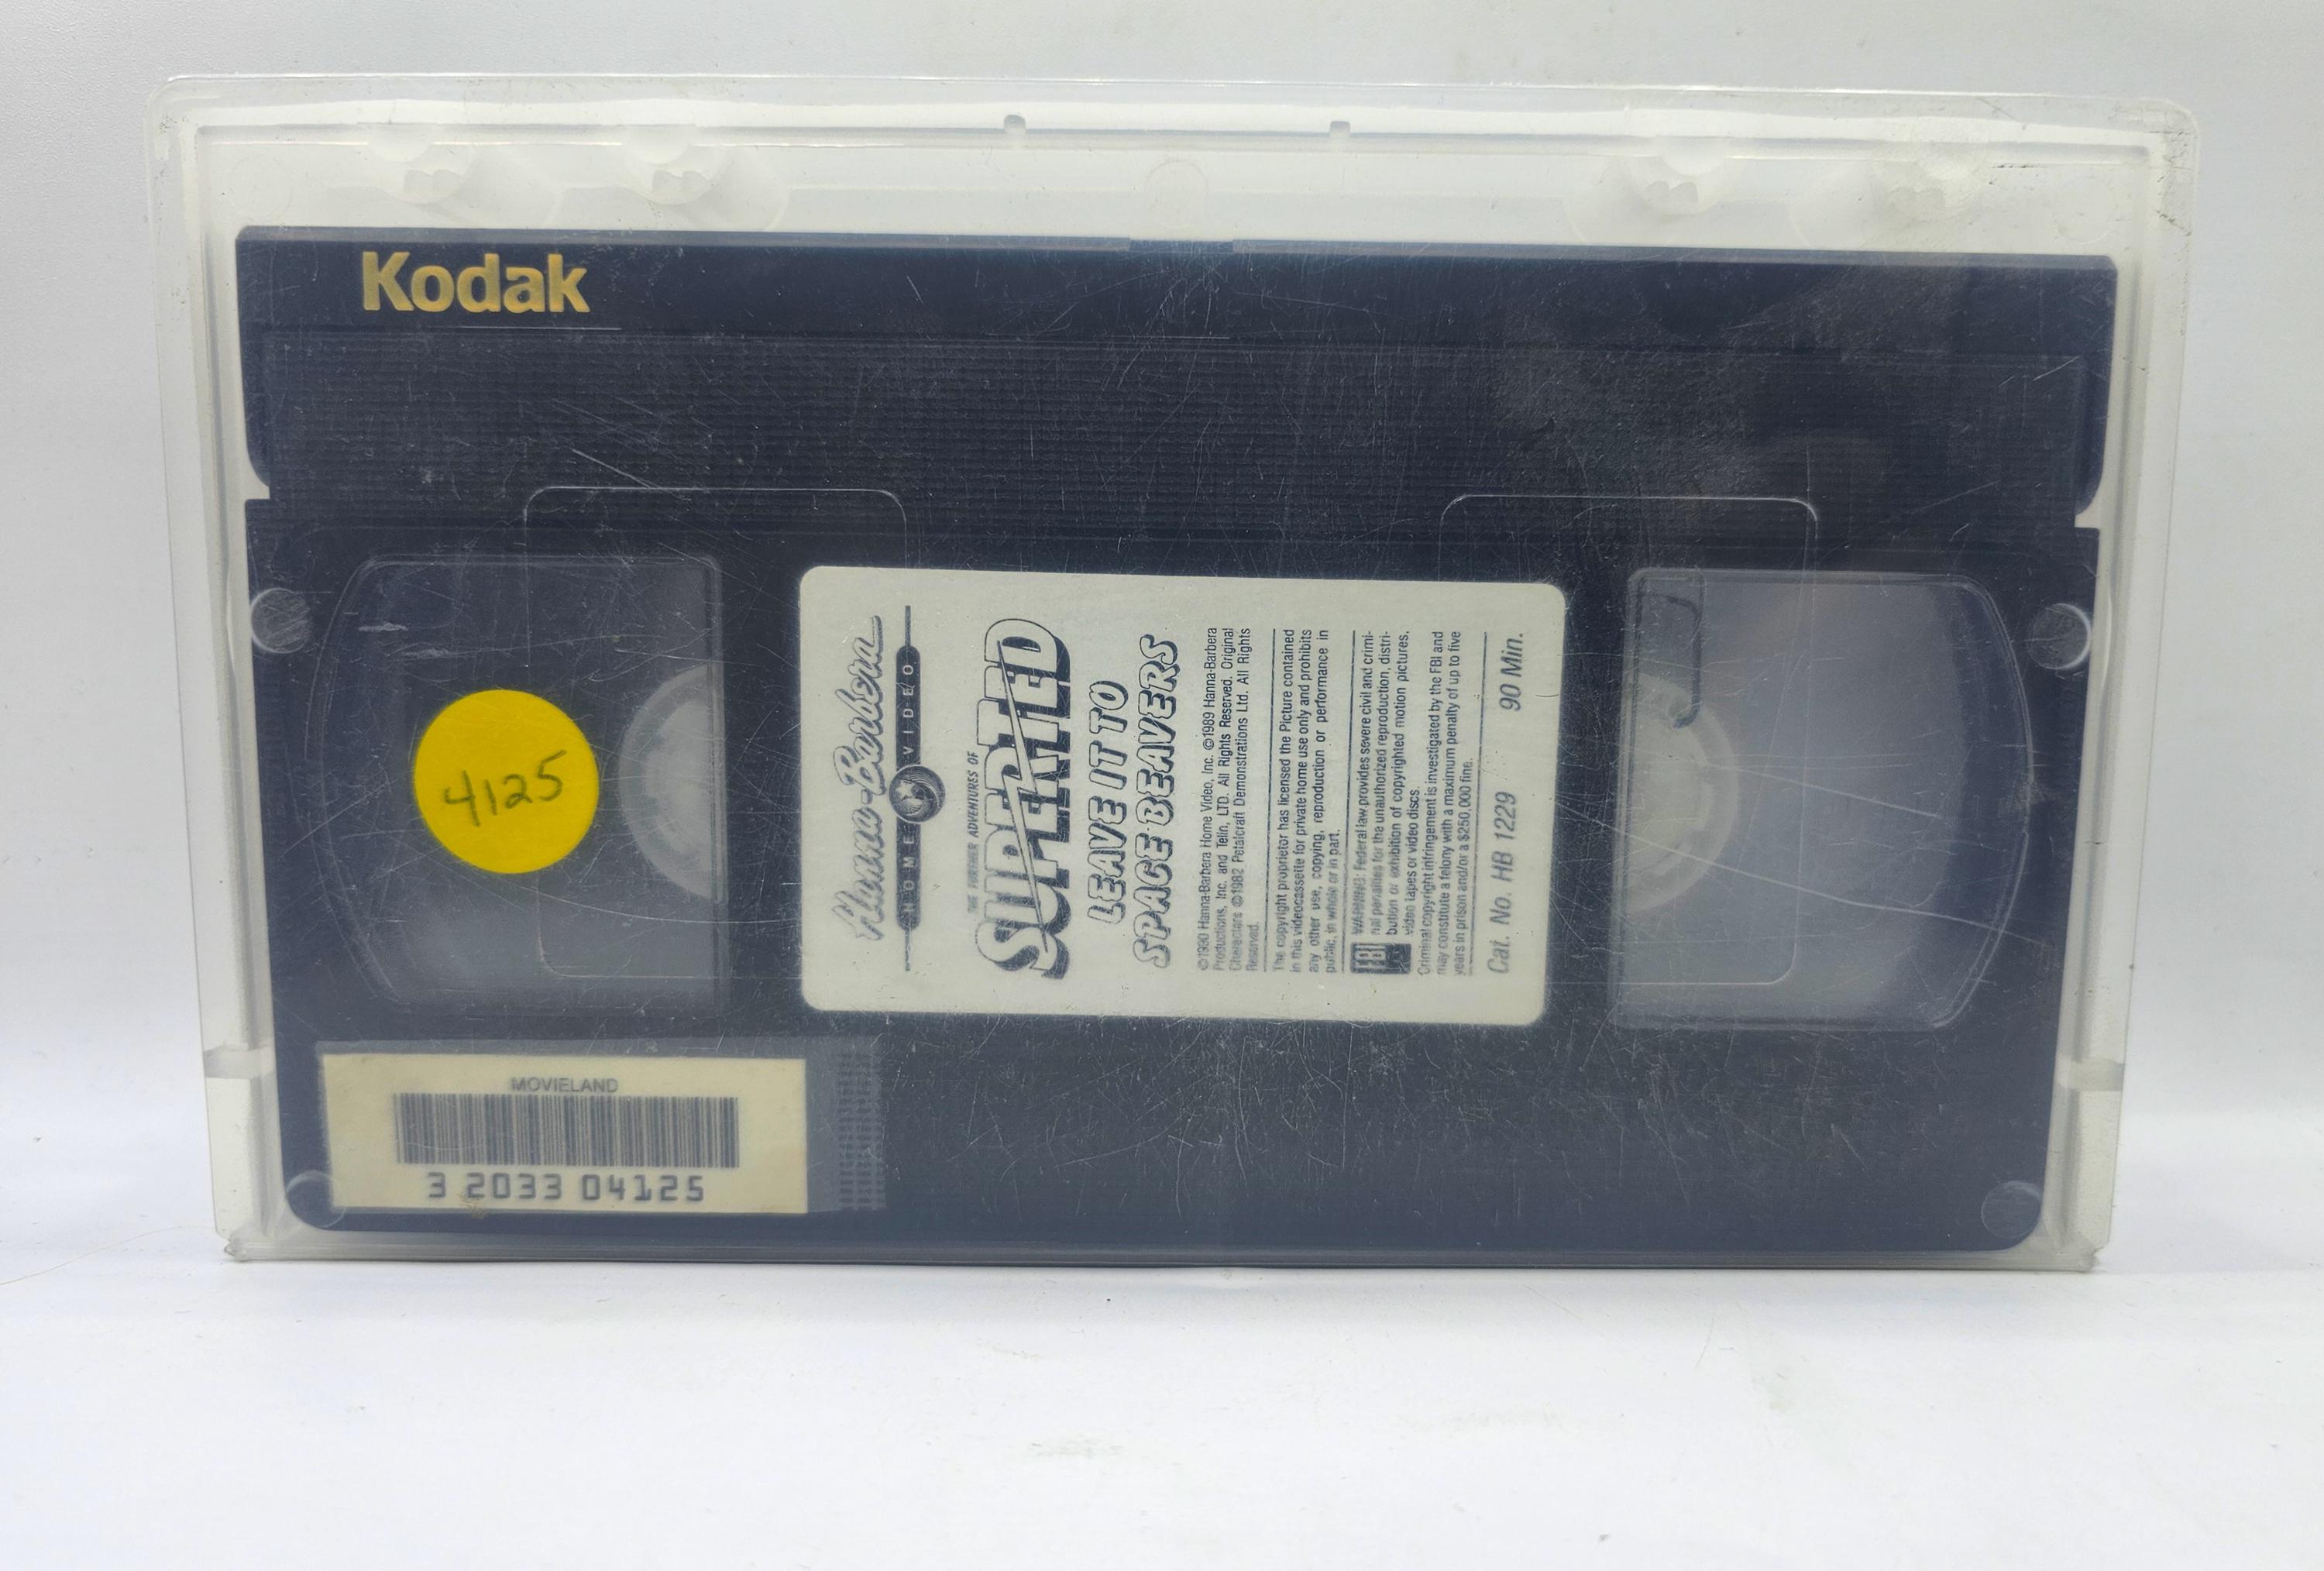 Kodak
4125
Hanna-Barbera
HOME VIDEO
THE FURTHER ADVENTURES OF
SUPERTED
LEAVE IT TO
SPACE BEAVERS
©1990 Hanna-Barbera Home Video, Inc. ©1989 Hanna-Barbera
Productions, Inc. and Telin, LTD. All Rights Reserved. Original
Characters ©1982 Petalcraft Demonstrations Ltd. All Rights
Reserved.
The copyright proprietor has licensed the Picture contained
in this videocassette for private home use only and prohibits
any other use, copying, reproduction or performance in
public, in whole or in part.
FBI
WARNING: Federal law provides severe civil and crimi-
nal penalties for the unauthorized reproduction, distri-
bution or exhibition of copyrighted motion pictures,
video tapes or video discs.
Criminal copyright infringement is investigated by the FBI and
may constitute a felony with a maximum penalty of up to five
years in prison and/or a $250,000 fine.
Cat. No. HB 1229 90 Min.
MOVIELAND
3 2033 04125